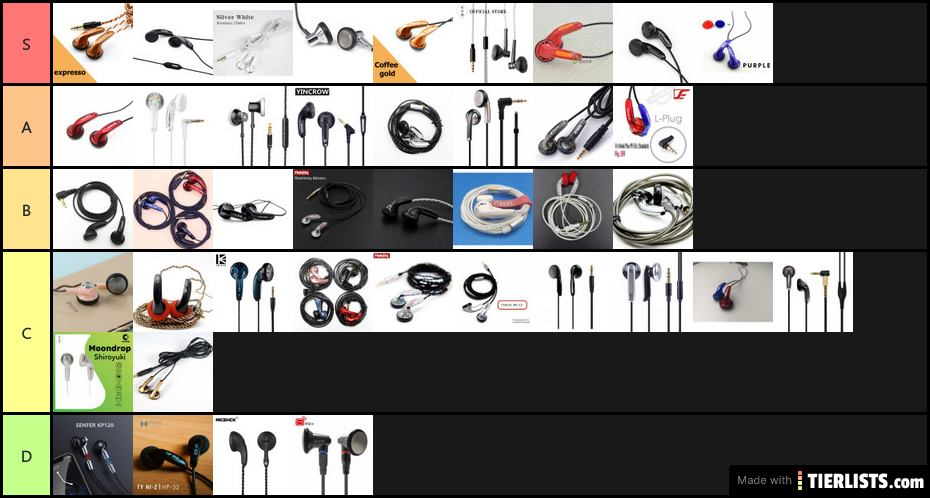 S
expresso
Silver White
Coffee
gold
OFFICIAL STORE
PURPLE
A
YINCROW
L-Plug
B
C
Moondrop
Shiroyuki
D
SENFER KP120
TY HI-Z | HP-32
NICEHCK
Made with TIERLISTS.com